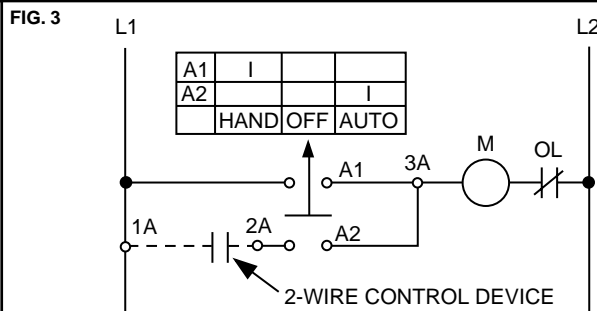 FIG. 3
L1
L2
A1 I
A2 I
HAND OFF AUTO
M
OL
A1
3A
1A
2A
A2
2-WIRE CONTROL DEVICE